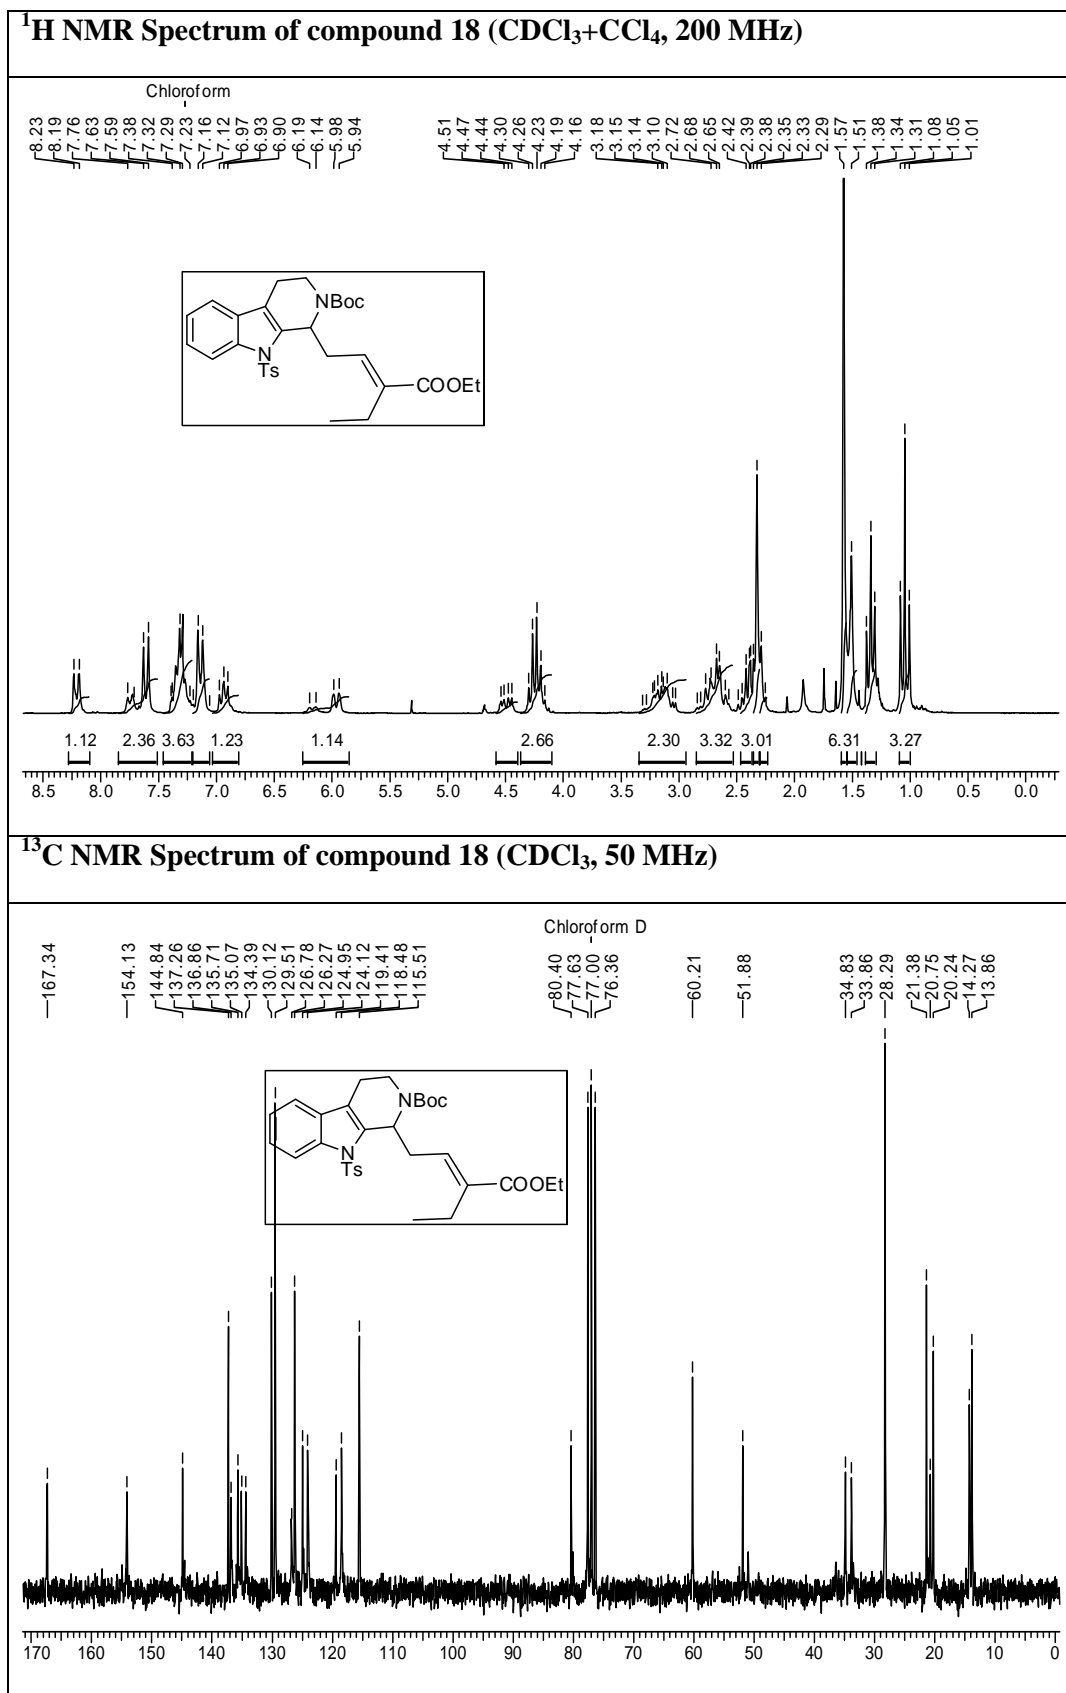 ¹H NMR Spectrum of compound 18 (CDCl₃+CCl₄, 200 MHz)
Chloroform
8.23 8.19 7.76 7.63 7.59 7.38 7.32 7.29 7.23 7.16 7.12 6.97 6.93 6.90 6.19 6.14 5.98 5.94 4.51 4.47 4.44 4.30 4.26 4.23 4.19 4.16 3.18 3.15 3.14 3.10 2.72 2.68 2.65 2.42 2.39 2.38 2.35 2.33 2.29 1.57 1.51 1.38 1.34 1.31 1.08 1.05 1.01
NBoc
N
Ts
COOEt
1.12 2.36 3.63 1.23 1.14 2.66 2.30 3.32 3.01 6.31 3.27
8.5 8.0 7.5 7.0 6.5 6.0 5.5 5.0 4.5 4.0 3.5 3.0 2.5 2.0 1.5 1.0 0.5 0.0
¹³C NMR Spectrum of compound 18 (CDCl₃, 50 MHz)
Chloroform D
167.34 154.13 144.84 137.26 136.86 135.71 135.07 134.39 130.12 129.51 126.78 126.27 124.95 124.12 119.41 118.48 115.51 80.40 77.63 77.00 76.36 60.21 51.88 34.83 33.86 28.29 21.38 20.75 20.24 14.27 13.86
NBoc
N
Ts
COOEt
170 160 150 140 130 120 110 100 90 80 70 60 50 40 30 20 10 0